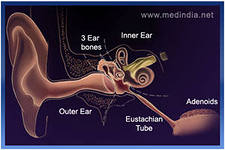 www.medindia.net
3 Ear
bones
Inner Ear
Adenoids
Outer Ear
Eustachian
Tube